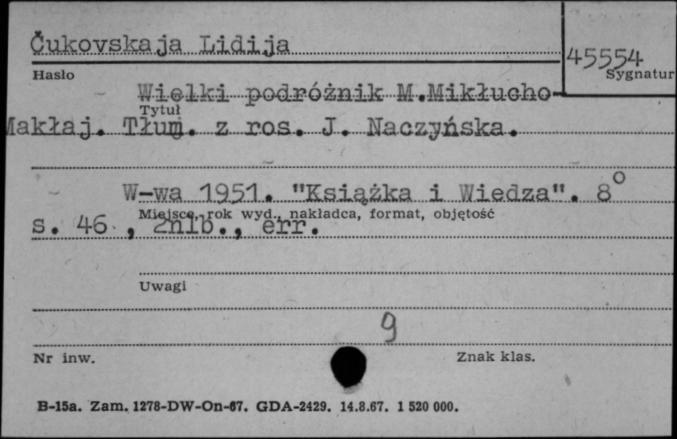 Čukovskaja Lidija
45554
Hasło
Sygnatur
Wielki podróżnik M.Mikłucho-
Tytuł
Makłaj. Tłum. z ros. J. Naczyńska.
W-wa 1951. "Książka i Wiedza". 8°
Miejsce, rok wyd., nakładca, format, objętość
s. 46 , 2nlb., err.
Uwagi
9
Nr inw.
Znak klas.
B-15a. Zam. 1278-DW-On-67. GDA-2429. 14.8.67. 1 520 000.